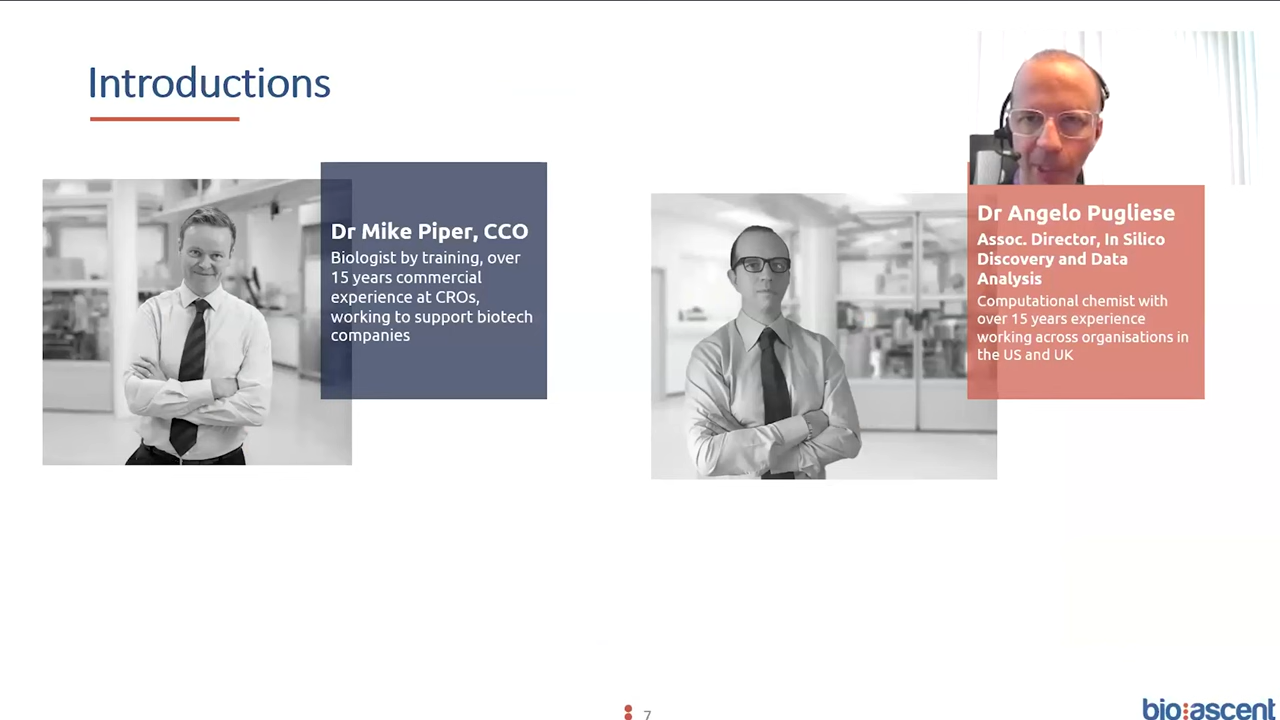 Introductions
Dr Mike Piper, CCO
Biologist by training, over
15 years commercial
experience at CROs,
working to support biotech
companies
Dr Angelo Pugliese
Assoc. Director, In Silico
Discovery and Data
Analysis
Computational chemist with
over 15 years experience
working across organisations in
the US and UK
7
bio:ascent